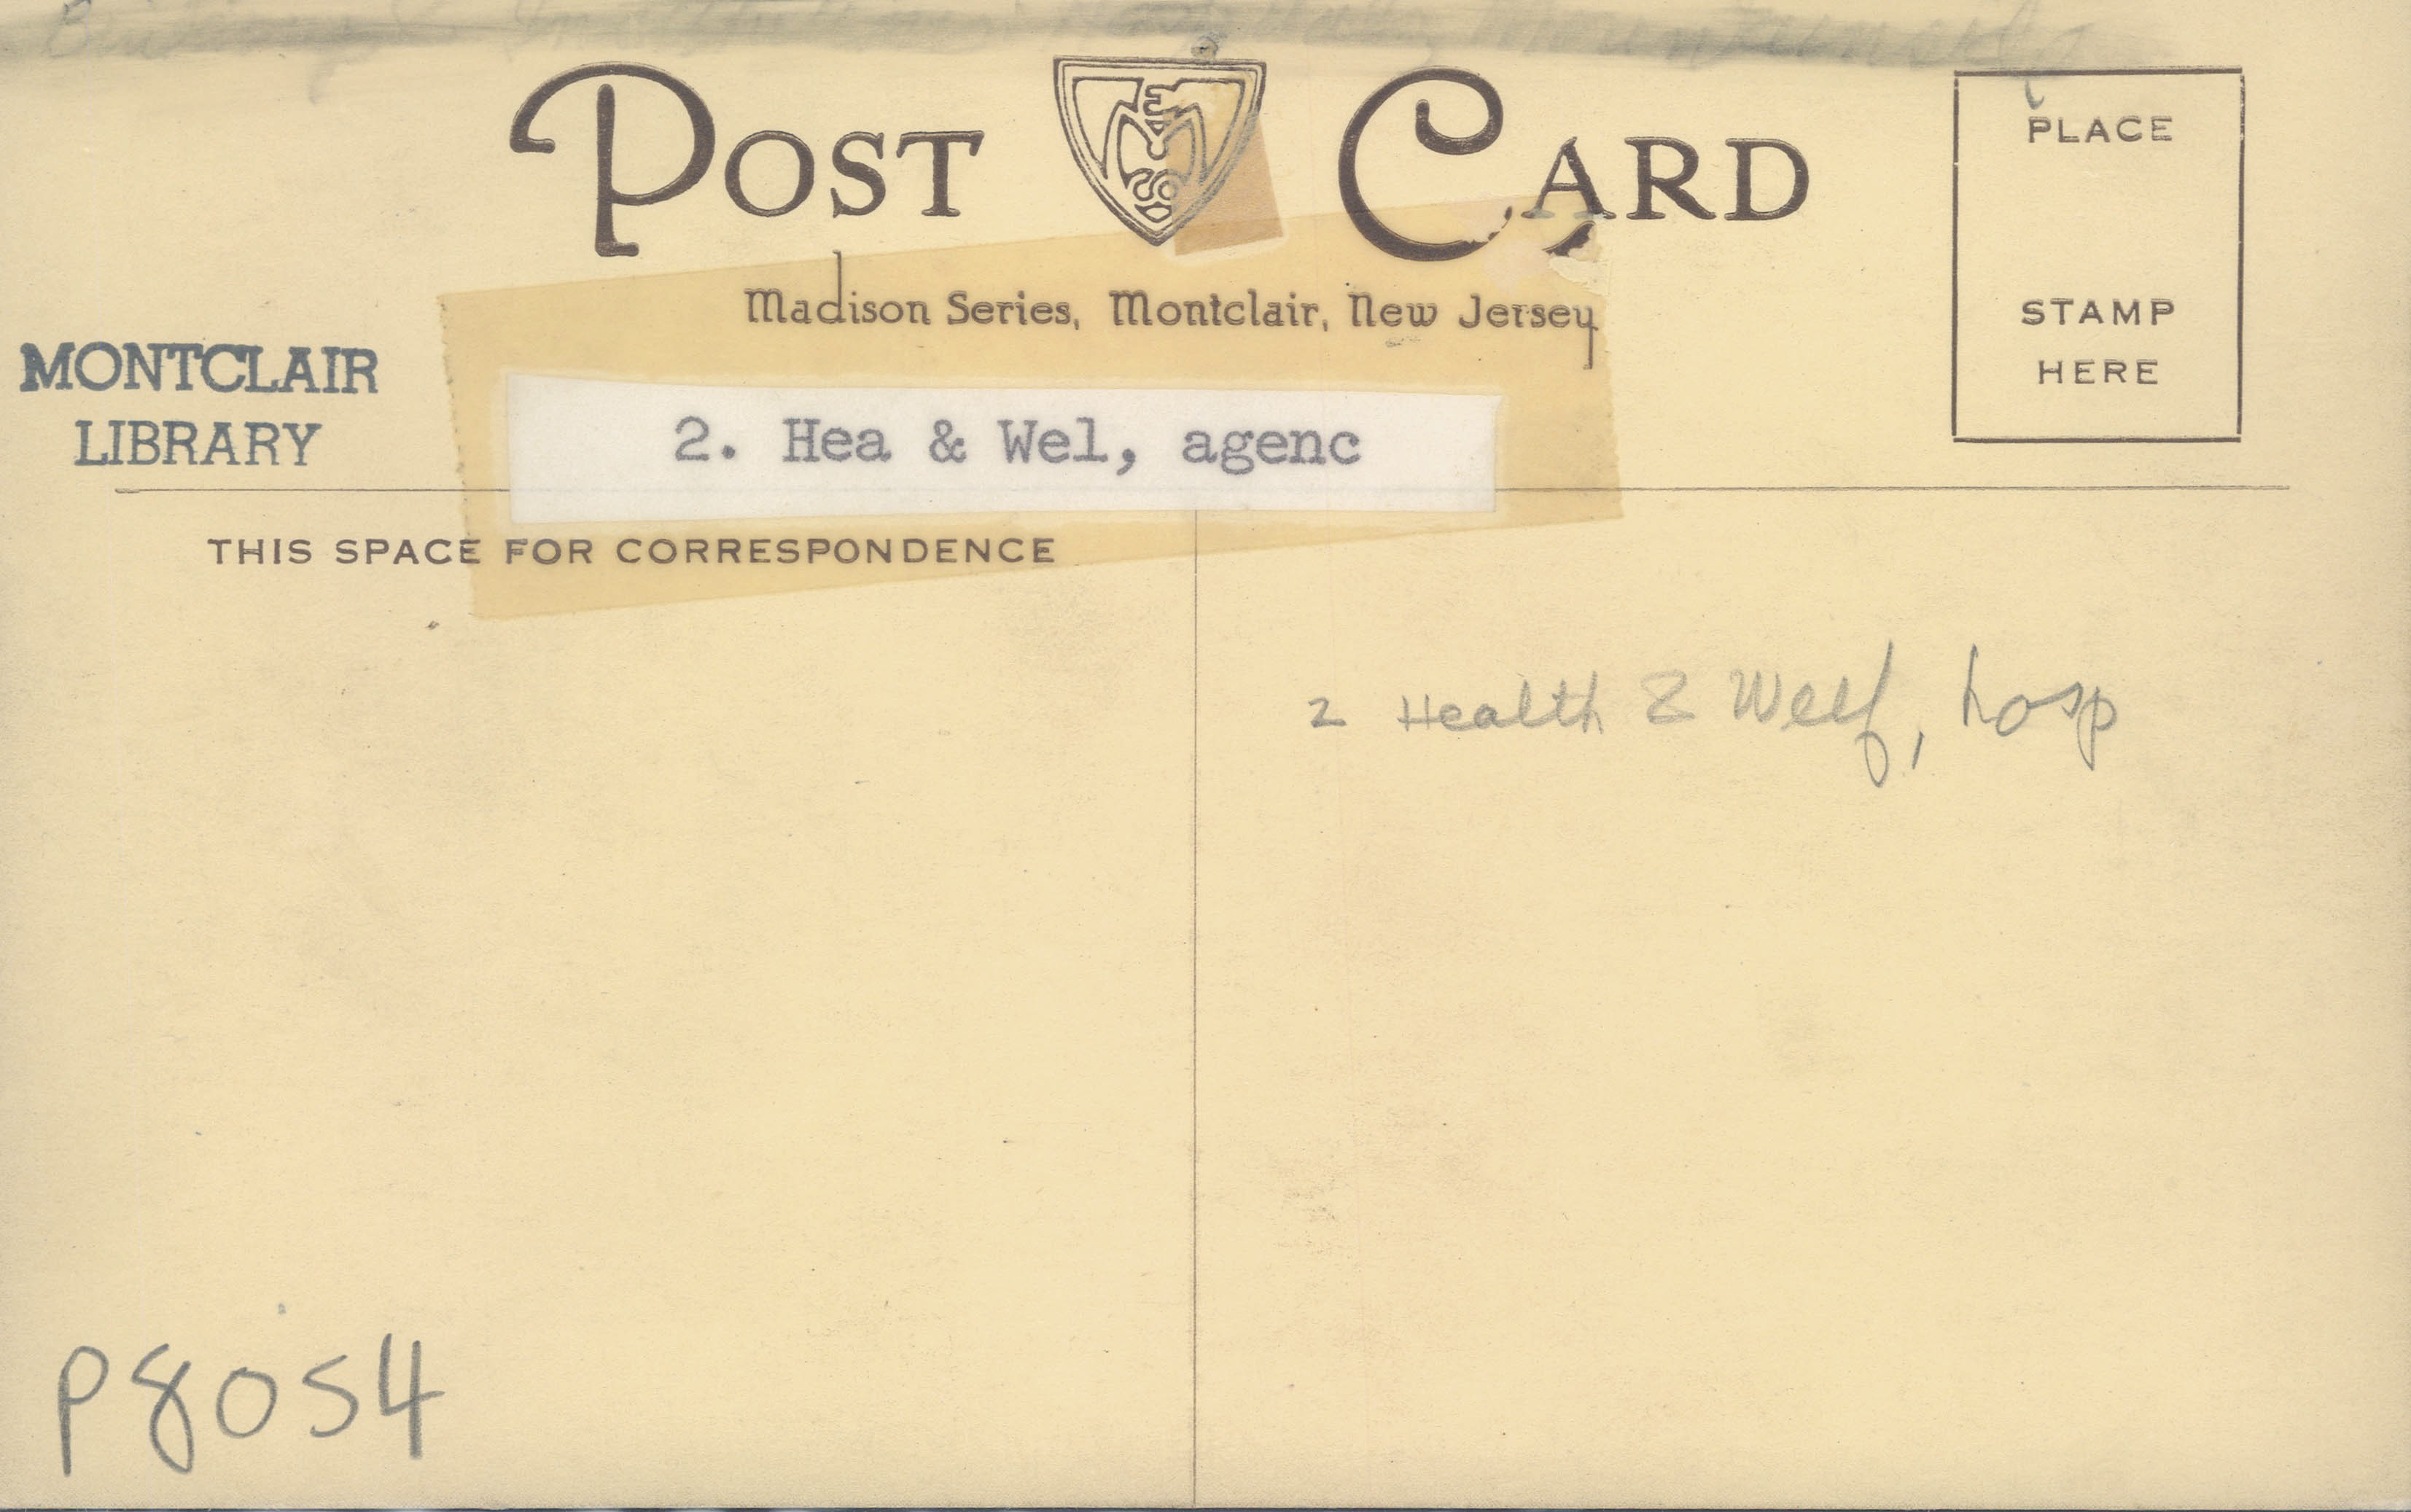 POST CARD
PLACE
STAMP
HERE
Madison Series, Montclair, New Jersey
MONTCLAIR
LIBRARY
2. Hea & Wel, agenc
THIS SPACE FOR CORRESPONDENCE
2 Health & Welf, hosp
P8054